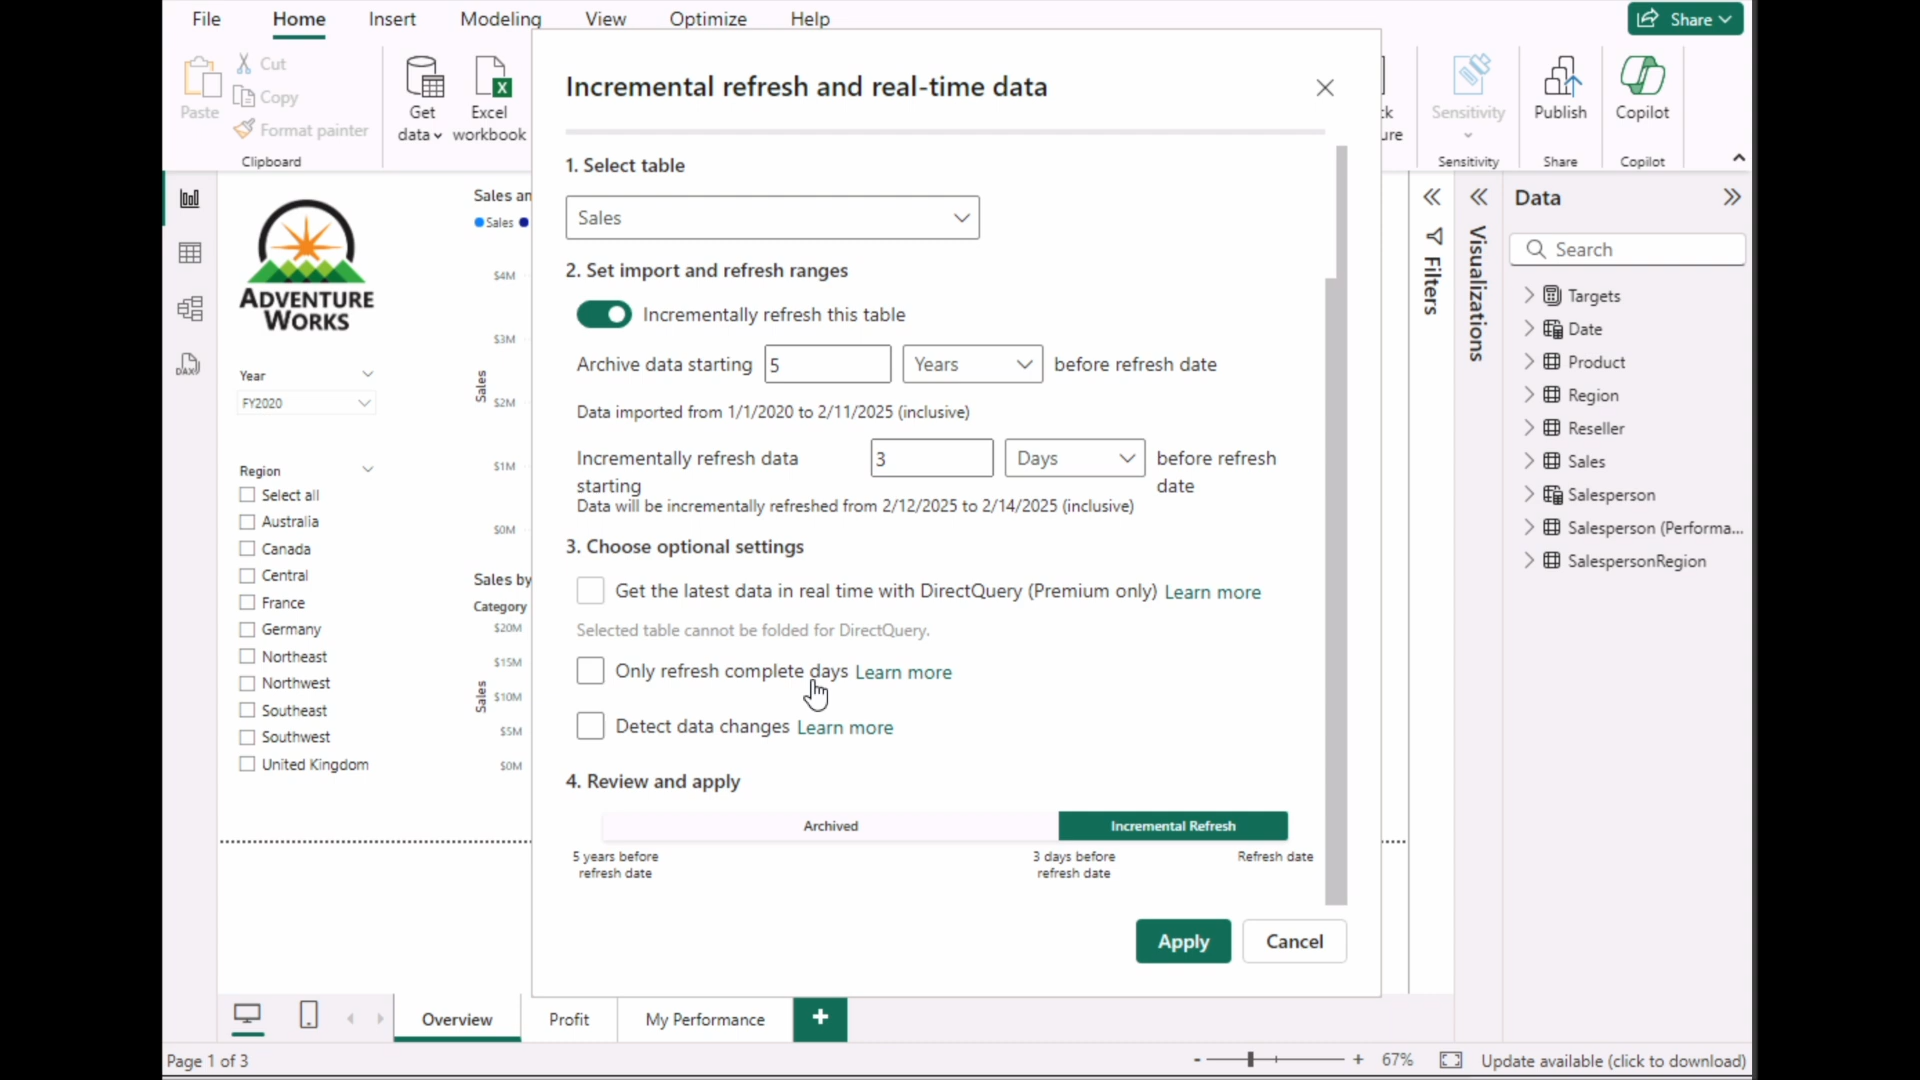 File
Home
Insert
Modeling
View
Optimize
Help
Share
Paste
Cut
Copy
Format painter
Clipboard
Get
data
Excel
workbook
ck
ure
Sensitivity
Sensitivity
Publish
Share
Copilot
Copilot
ADVENTURE
WORKS
Year
FY2020
Region
Select all
Australia
Canada
Central
France
Germany
Northeast
Northwest
Southeast
Southwest
United Kingdom
Sales an
Sales
$4M
$3M
$2M
$1M
$0M
Sales
Sales by
Category
$20M
$15M
$10M
$5M
$0M
Sales
Incremental refresh and real-time data
1. Select table
Sales
2. Set import and refresh ranges
Incrementally refresh this table
Archive data starting 5 Years before refresh date
Data imported from 1/1/2020 to 2/11/2025 (inclusive)
Incrementally refresh data 3 Days before refresh
starting date
Data will be incrementally refreshed from 2/12/2025 to 2/14/2025 (inclusive)
3. Choose optional settings
Get the latest data in real time with DirectQuery (Premium only) Learn more
Selected table cannot be folded for DirectQuery.
Only refresh complete days Learn more
Detect data changes Learn more
4. Review and apply
Archived
Incremental Refresh
5 years before
refresh date
3 days before
refresh date
Refresh date
Apply
Cancel
Filters
Visualizations
Data
Search
Targets
Date
Product
Region
Reseller
Sales
Salesperson
Salesperson (Performa...
SalespersonRegion
DAX
Overview
Profit
My Performance
+
Page 1 of 3
- + 67%
Update available (click to download)